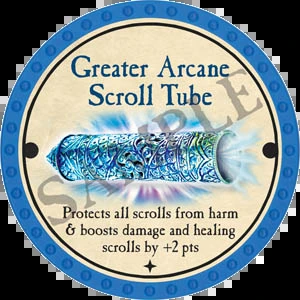 Greater Arcane
Scroll Tube
SAMPLE
Protects all scrolls from harm
& boosts damage and healing
scrolls by +2 pts